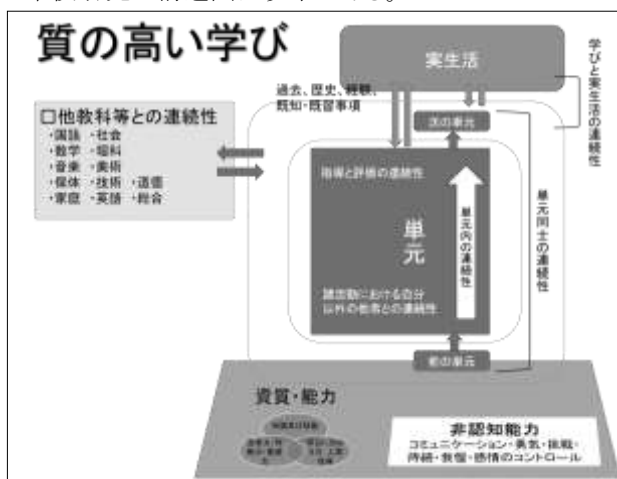 質の高い学び
実生活
学びと実生活の連続性
過去、歴史、経験、
既知・既習事項
次の単元
□他教科等との連続性
・国語 ・社会
・数学 ・理科
・音楽 ・美術
・保体 ・技術 ・道徳
・家庭 ・英語 ・総合
指導と評価の連続性
単元
単元内の連続性
単元同士の連続性
諸活動における自分
以外の他者との連続性
前の単元
資質・能力
非認知能力
コミュニケーション・勇気・挑戦・
持続・我慢・感情のコントロール